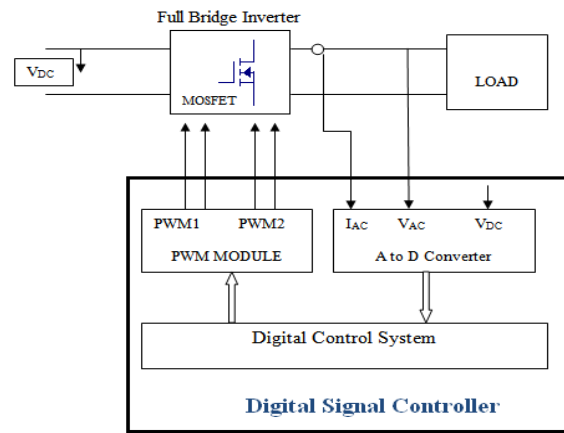 Full Bridge Inverter
VDC
MOSFET
LOAD
PWM1 PWM2
PWM MODULE
IAC VAC VDC
A to D Converter
Digital Control System
Digital Signal Controller